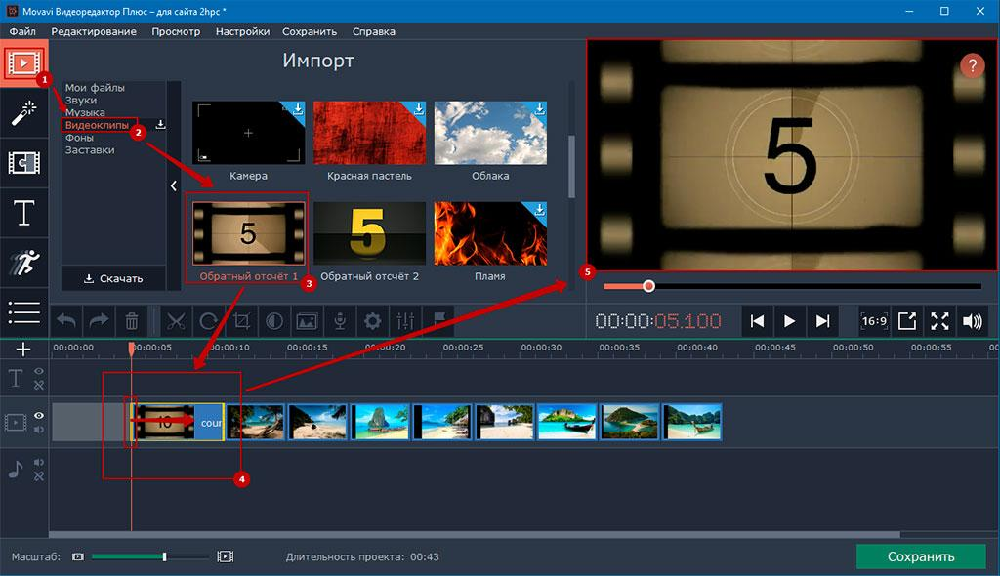 Movavi Видеоредактор Плюс – для сайта 2hpc *
Файл Редактирование Просмотр Настройки Сохранить Справка
Импорт
1
Мои файлы
Звуки
Музыка
Видеоклипы
2
Фоны
Заставки
Скачать
Камера
Красная пастель
Облака
5
5
Обратный отсчёт 1
3
Обратный отсчёт 2
Пламя
5
?
5
00:00:05.100
16:9
00:00:00 00:00:05 00:00:10 00:00:15 00:00:20 00:00:25 00:00:30 00:00:35 00:00:40 00:00:45 00:00:50 00:00:55
T
10
cour
4
Масштаб:
Длительность проекта: 00:43
Сохранить